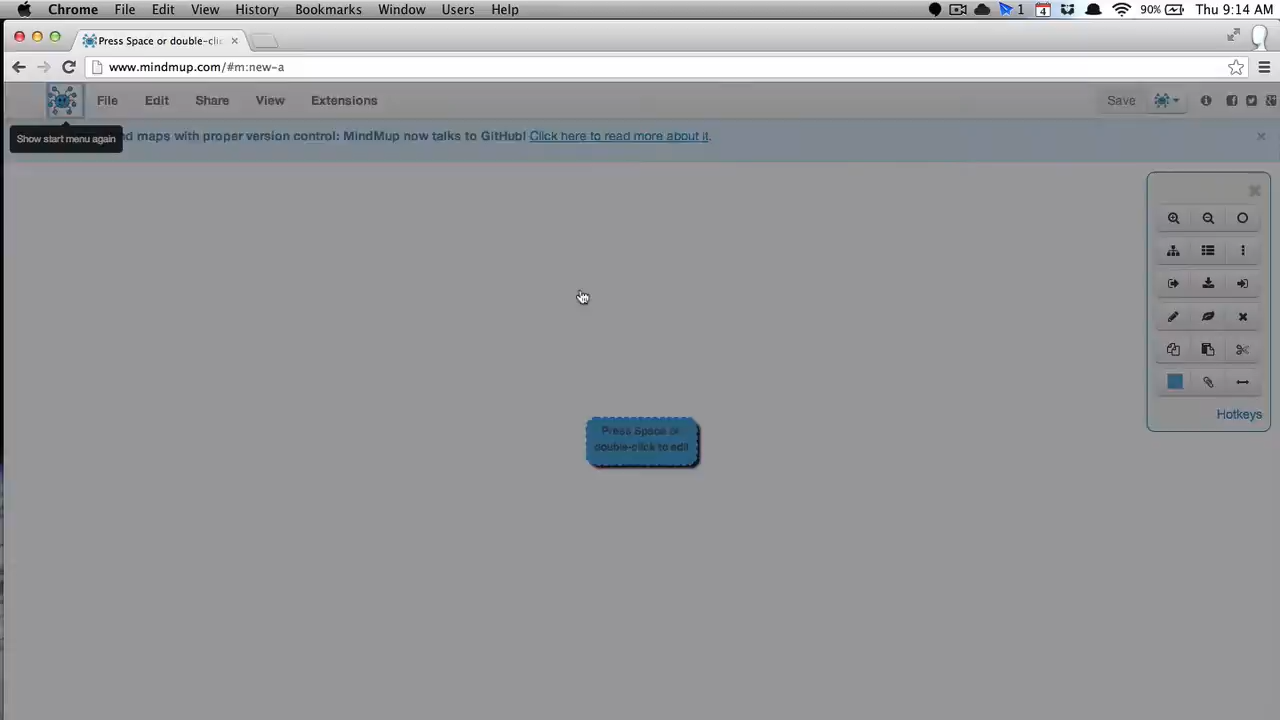 Chrome File Edit View History Bookmarks Window Users Help 1 4 90% Thu 9:14 AM
Press Space or double-cli
www.mindmup.com/#m:new-a
File Edit Share View Extensions Save
Show start menu again
d maps with proper version control: MindMup now talks to GitHub! Click here to read more about it.
Press Space or
double-click to edit
Hotkeys